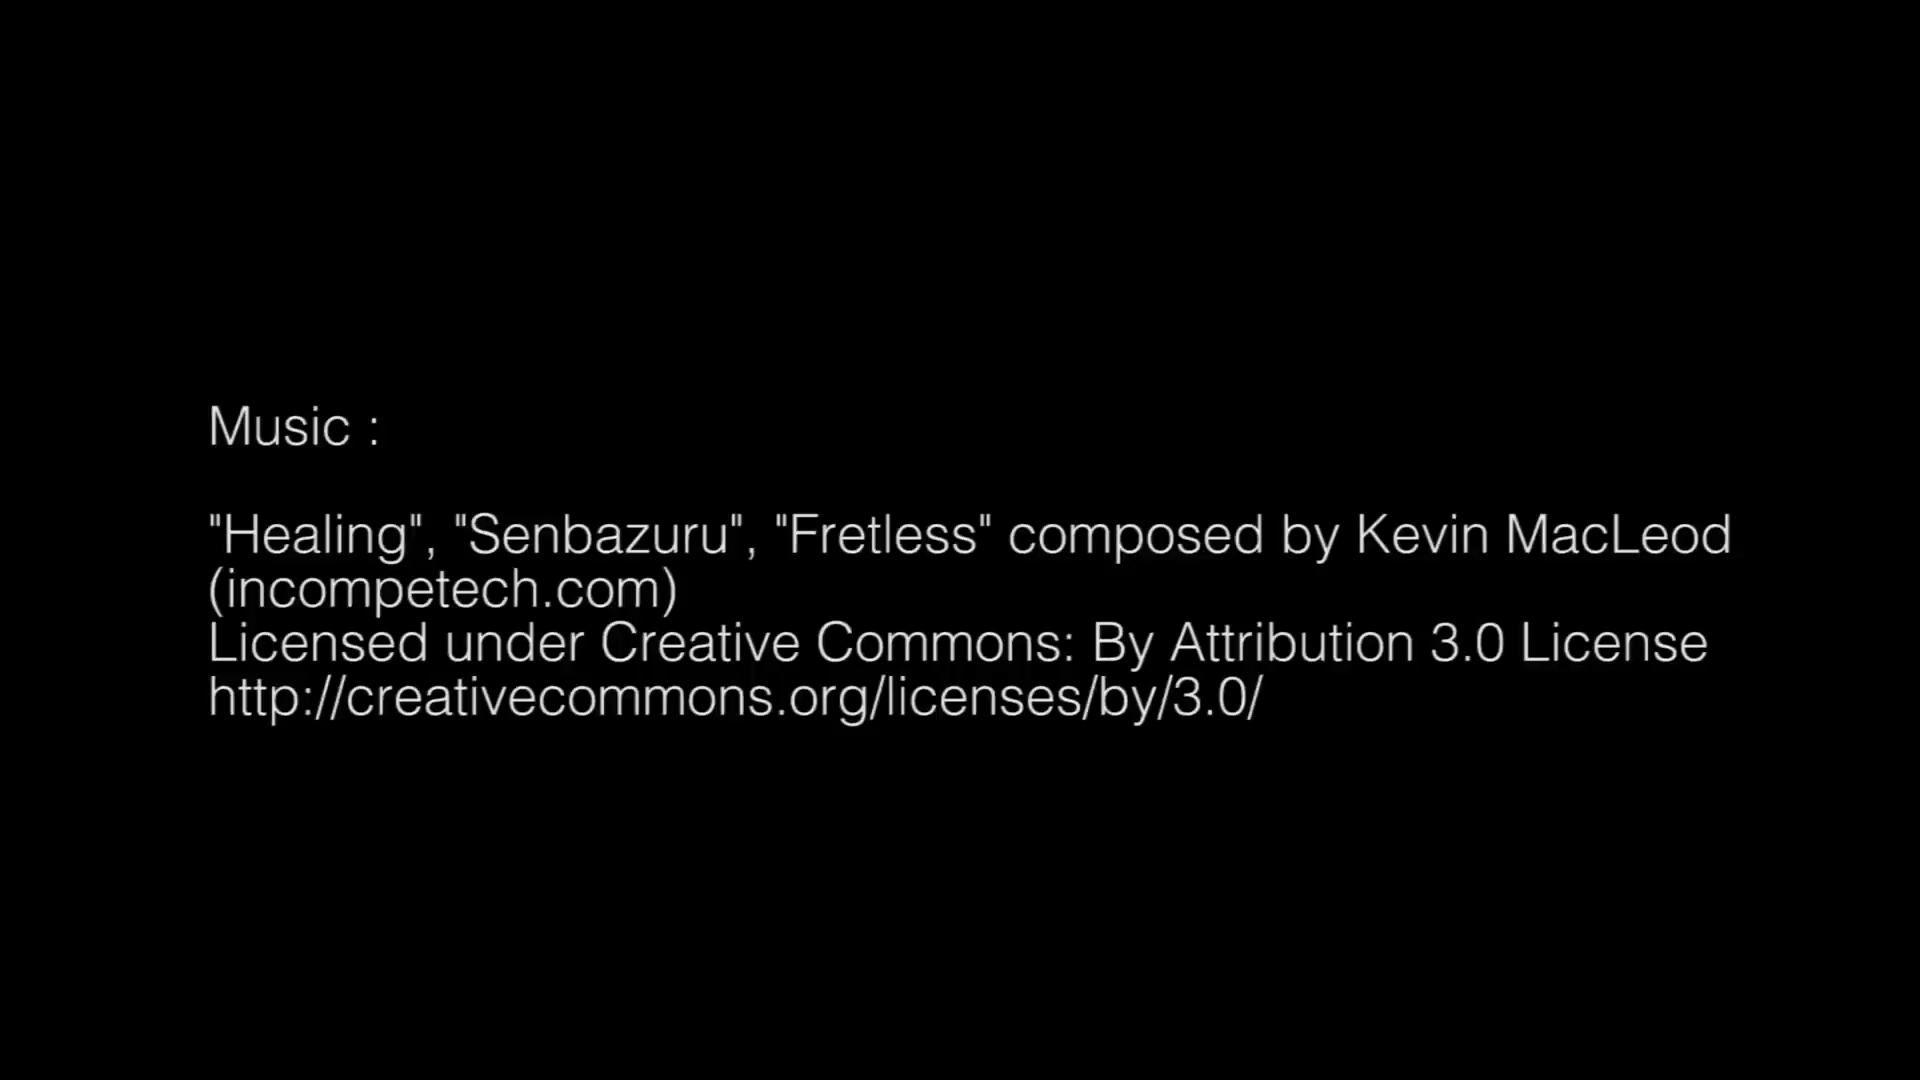 Music :
"Healing", "Senbazuru", "Fretless" composed by Kevin MacLeod
(incompetech.com)
Licensed under Creative Commons: By Attribution 3.0 License
http://creativecommons.org/licenses/by/3.0/